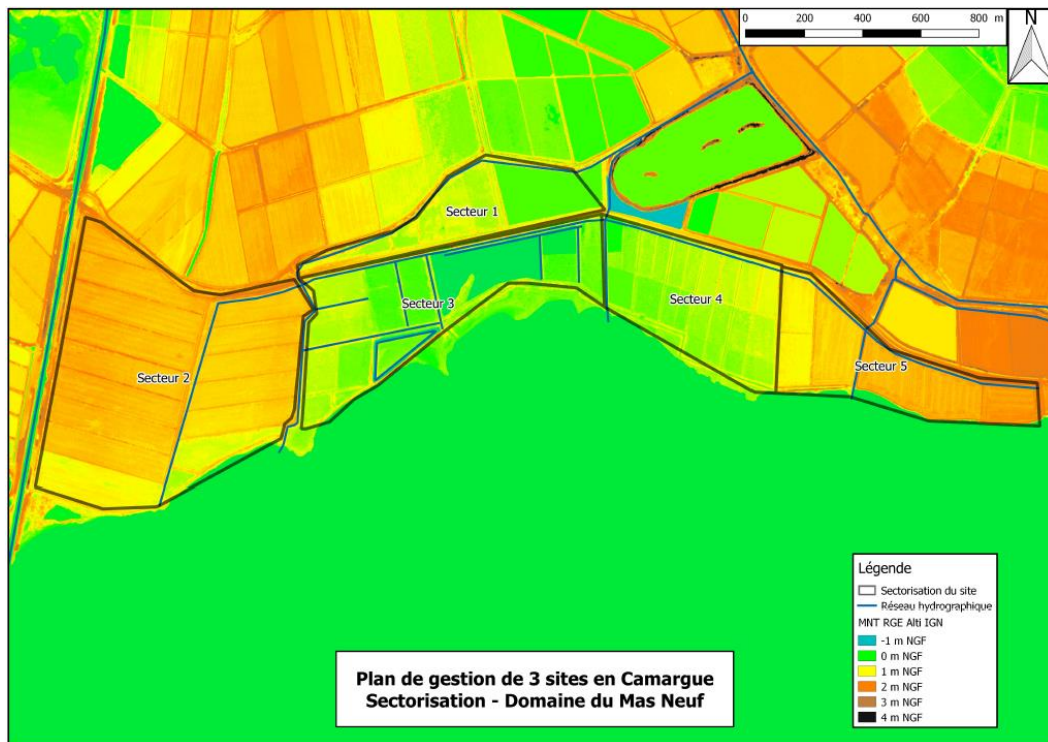 0 200 400 600 800 m
N
Secteur 1
Secteur 3
Secteur 4
Secteur 2
Secteur 5
Légende
Sectorisation du site
Réseau hydrographique
MNT RGE Alti IGN
-1 m NGF
0 m NGF
1 m NGF
2 m NGF
3 m NGF
4 m NGF
Plan de gestion de 3 sites en Camargue
Sectorisation - Domaine du Mas Neuf